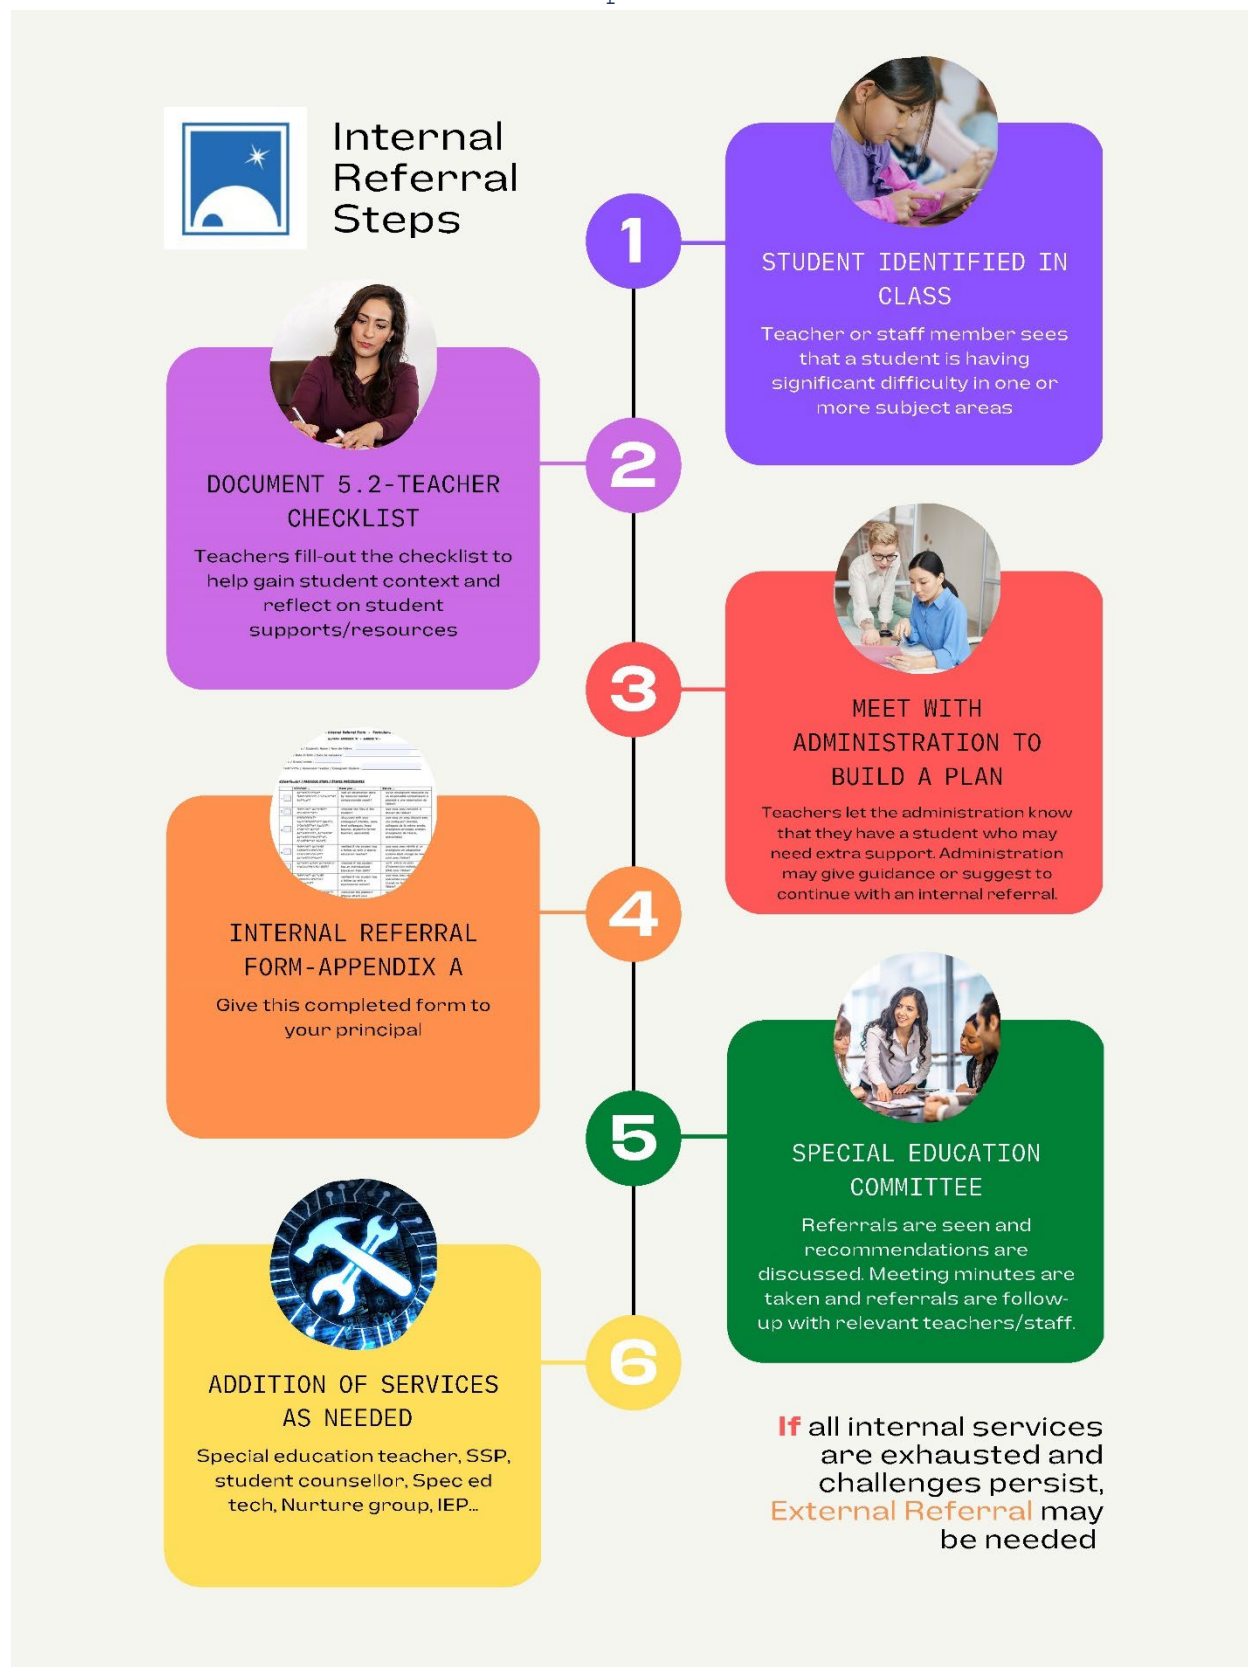 Internal
Referral
Steps
1
STUDENT IDENTIFIED IN
CLASS
Teacher or staff member sees
that a student is having
significant difficulty in one or
more subject areas
2
DOCUMENT 5.2-TEACHER
CHECKLIST
Teachers fill-out the checklist to
help gain student context and
reflect on student
supports/resources
3
MEET WITH
ADMINISTRATION TO
BUILD A PLAN
Teachers let the administration know
that they have a student who may
need extra support. Administration
may give guidance or suggest to
continue with an internal referral.
4
INTERNAL REFERRAL
FORM-APPENDIX A
Give this completed form to
your principal
5
SPECIAL EDUCATION
COMMITTEE
Referrals are seen and
recommendations are
discussed. Meeting minutes are
taken and referrals are follow-
up with relevant teachers/staff.
6
ADDITION OF SERVICES
AS NEEDED
Special education teacher, SSP,
student counsellor, Spec ed
tech, Nurture group, IEP...
If all internal services
are exhausted and
challenges persist,
External Referral may
be needed